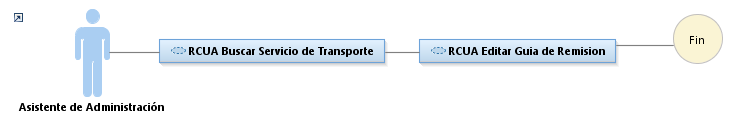 RCUA Buscar Servicio de Transporte
RCUA Editar Guia de Remision
Fin
Asistente de Administración